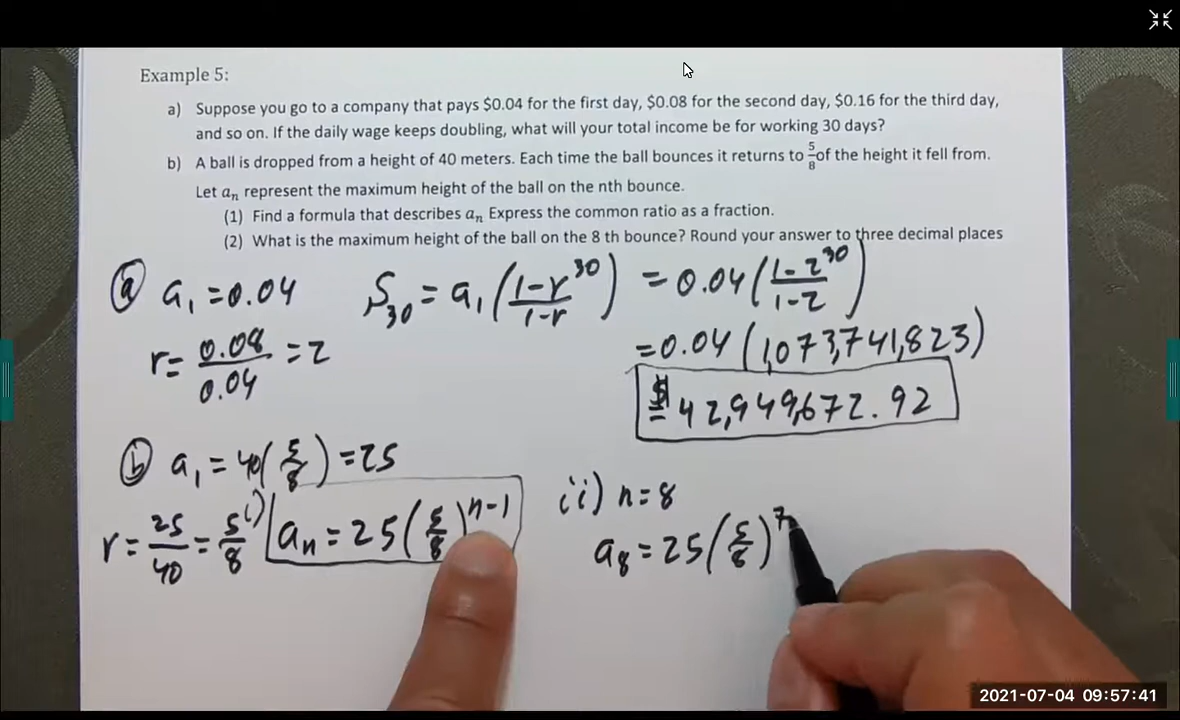 Example 5:
a) Suppose you go to a company that pays $0.04 for the first day, $0.08 for the second day, $0.16 for the third day,
and so on. If the daily wage keeps doubling, what will your total income be for working 30 days?
b) A ball is dropped from a height of 40 meters. Each time the ball bounces it returns to 5/8 of the height it fell from.
Let aₙ represent the maximum height of the ball on the nth bounce.
(1) Find a formula that describes aₙ Express the common ratio as a fraction.
(2) What is the maximum height of the ball on the 8 th bounce? Round your answer to three decimal places
a) a₁ = 0.04
r = 0.08/0.04 = 2
S₃₀ = a₁ ((1-r³⁰)/(1-r)) = 0.04 ((1-2³⁰)/(1-2))
= 0.04 (1,073,741,823)
= $42,949,672.92
b) a₁ = 40(5/8) = 25
r = 25/40 = 5/8
i) aₙ = 25(5/8)ⁿ⁻¹
ii) n = 8
a₈ = 25(5/8)⁷
2021-07-04 09:57:41